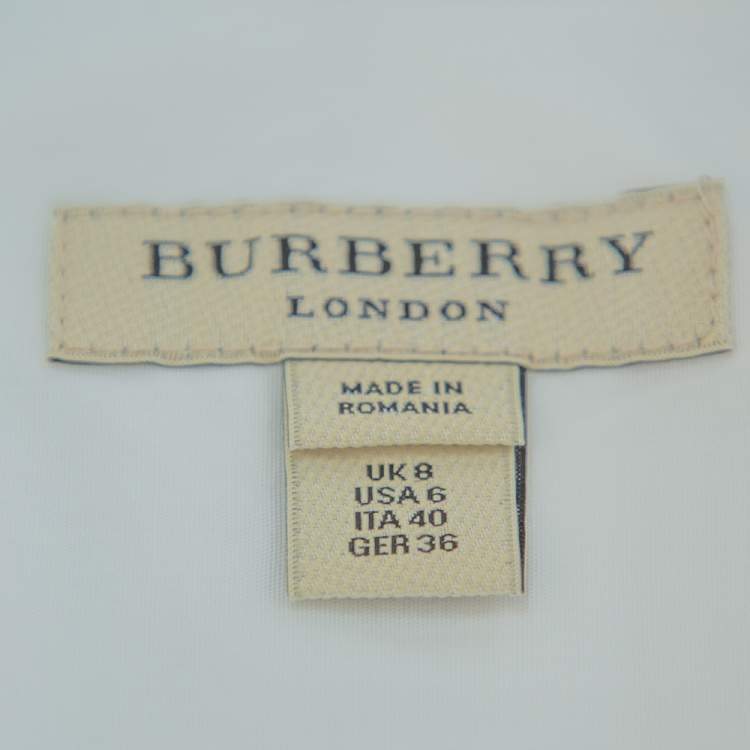 BURBERRY
LONDON
MADE IN
ROMANIA
UK 8
USA 6
ITA 40
GER 36